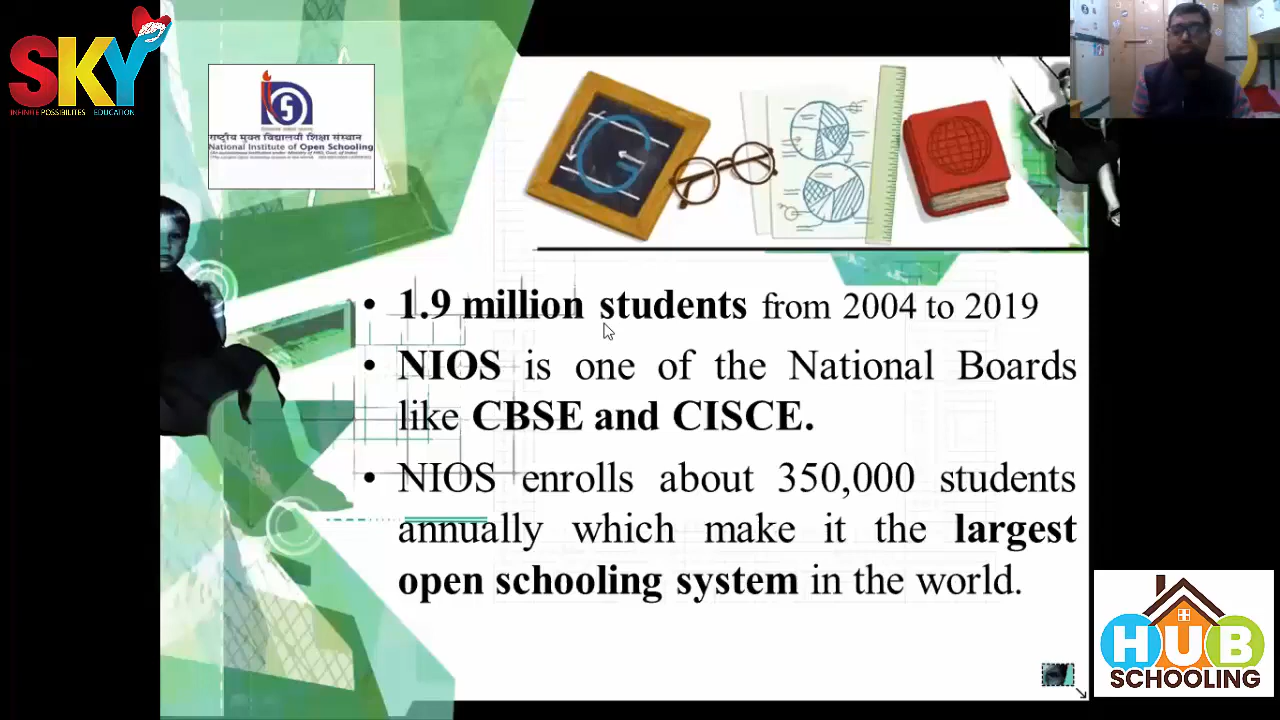 SKY
INFINITE POSSIBILITES EDUCATION
राष्ट्रीय मुक्त विद्यालयी शिक्षा संस्थान
National Institute of Open Schooling
G
• 1.9 million students from 2004 to 2019
• NIOS is one of the National Boards
like CBSE and CISCE.
• NIOS enrolls about 350,000 students
annually which make it the largest
open schooling system in the world.
HUB
SCHOOLING